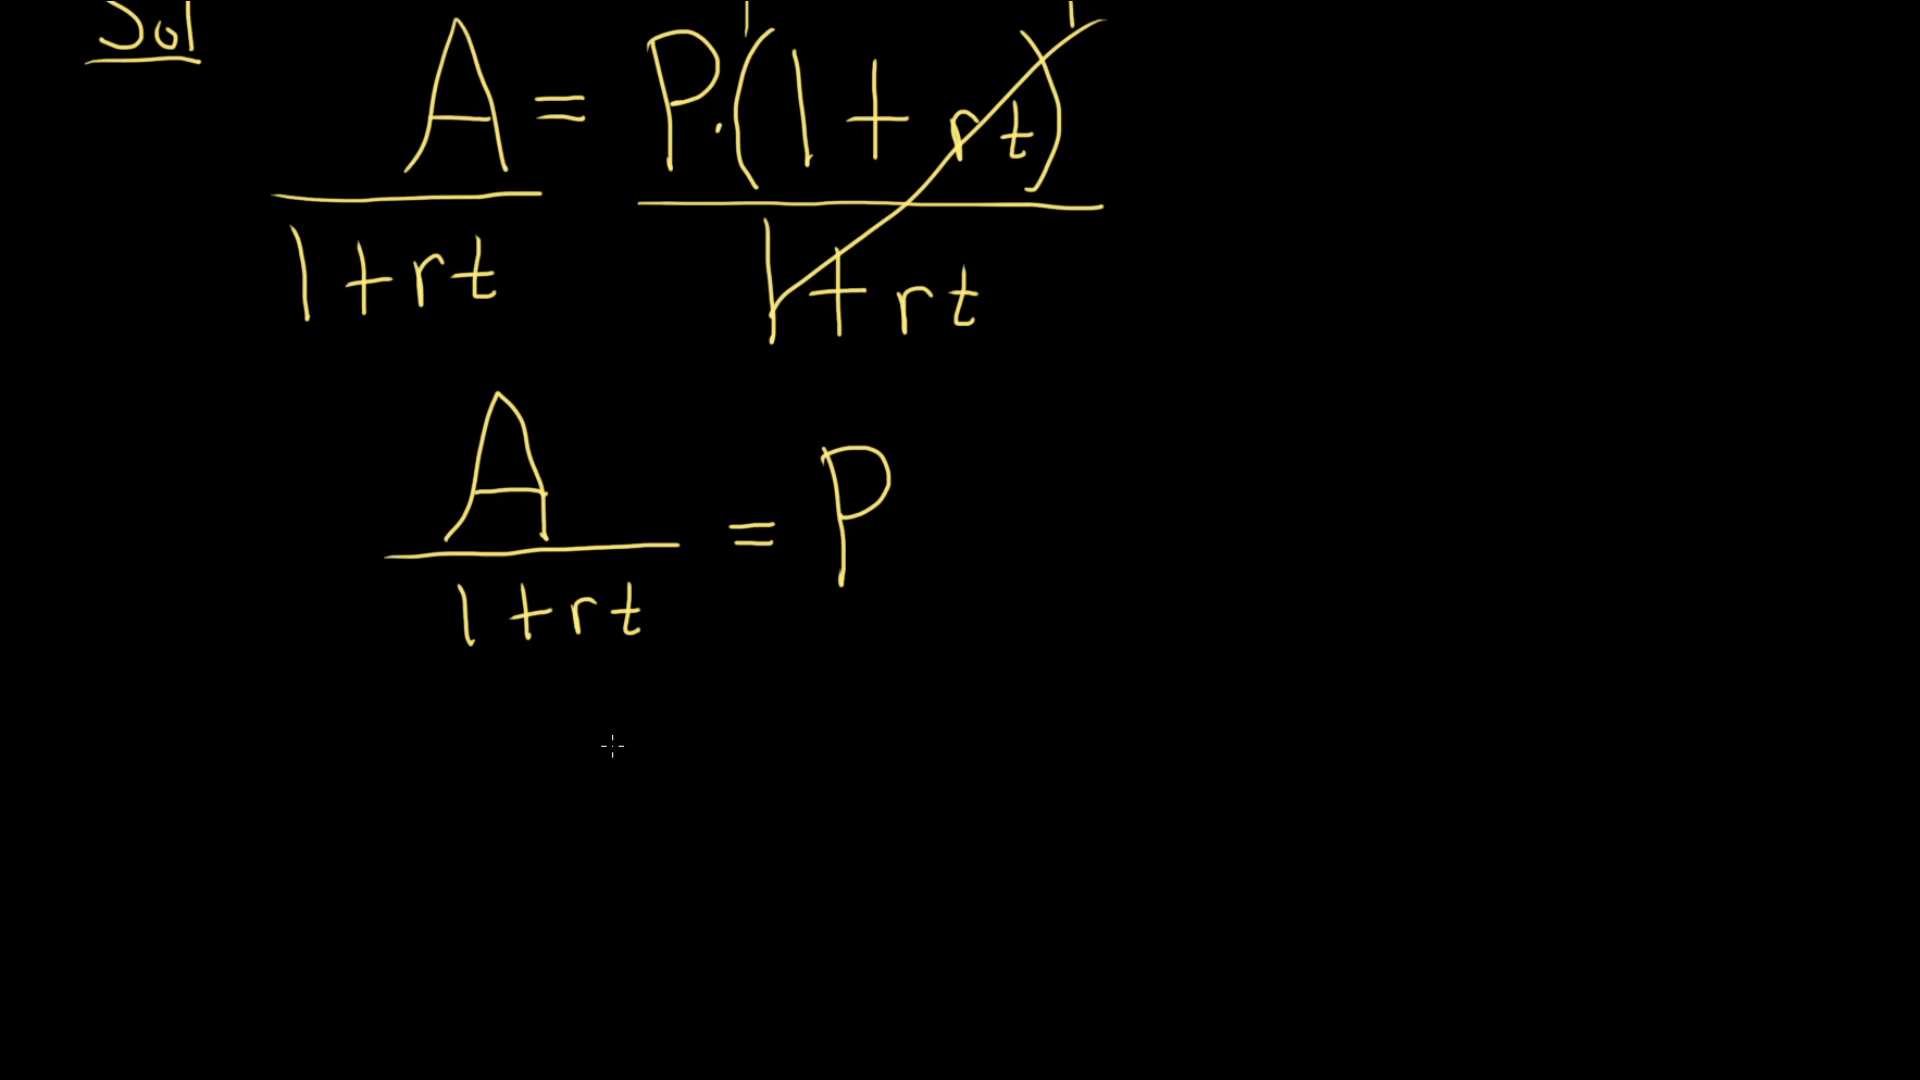 Sol
A = P·(1 + rt)
1 + rt 1 + rt
A = P
1 + rt